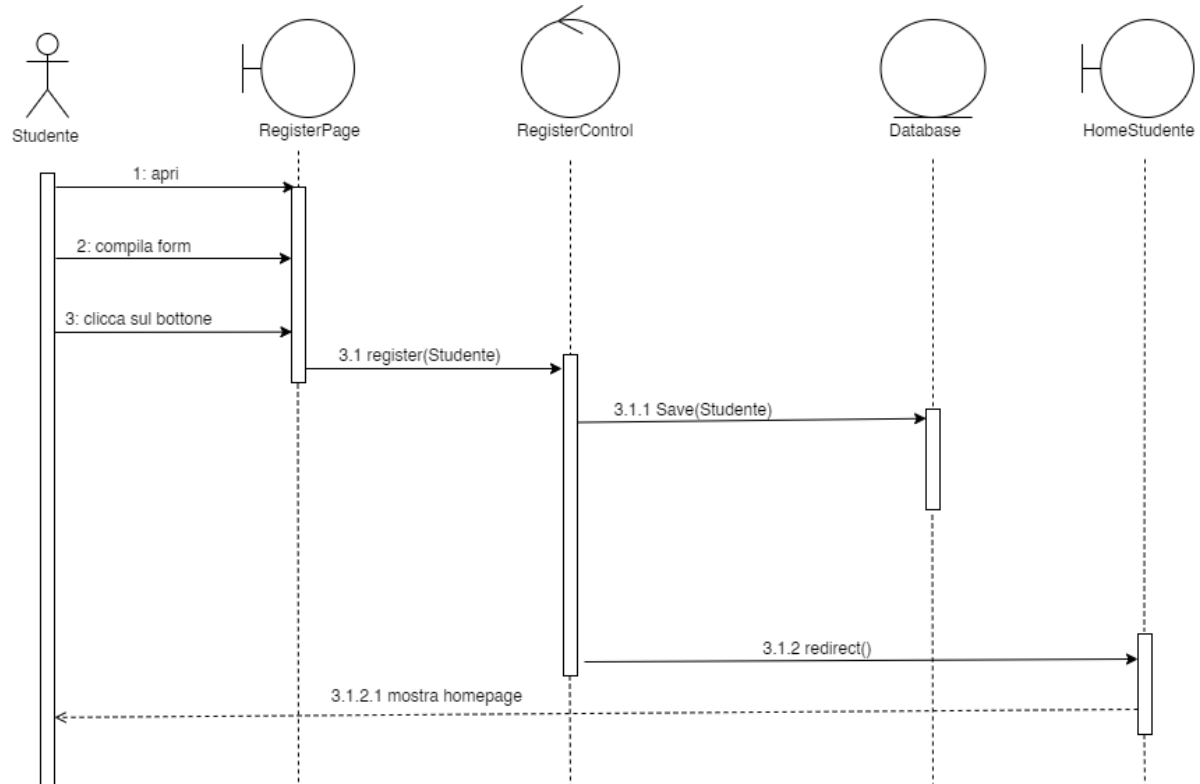 Studente
RegisterPage
RegisterControl
Database
HomeStudente
1: apri
2: compila form
3: clicca sul bottone
3.1 register(Studente)
3.1.1 Save(Studente)
3.1.2 redirect()
3.1.2.1 mostra homepage